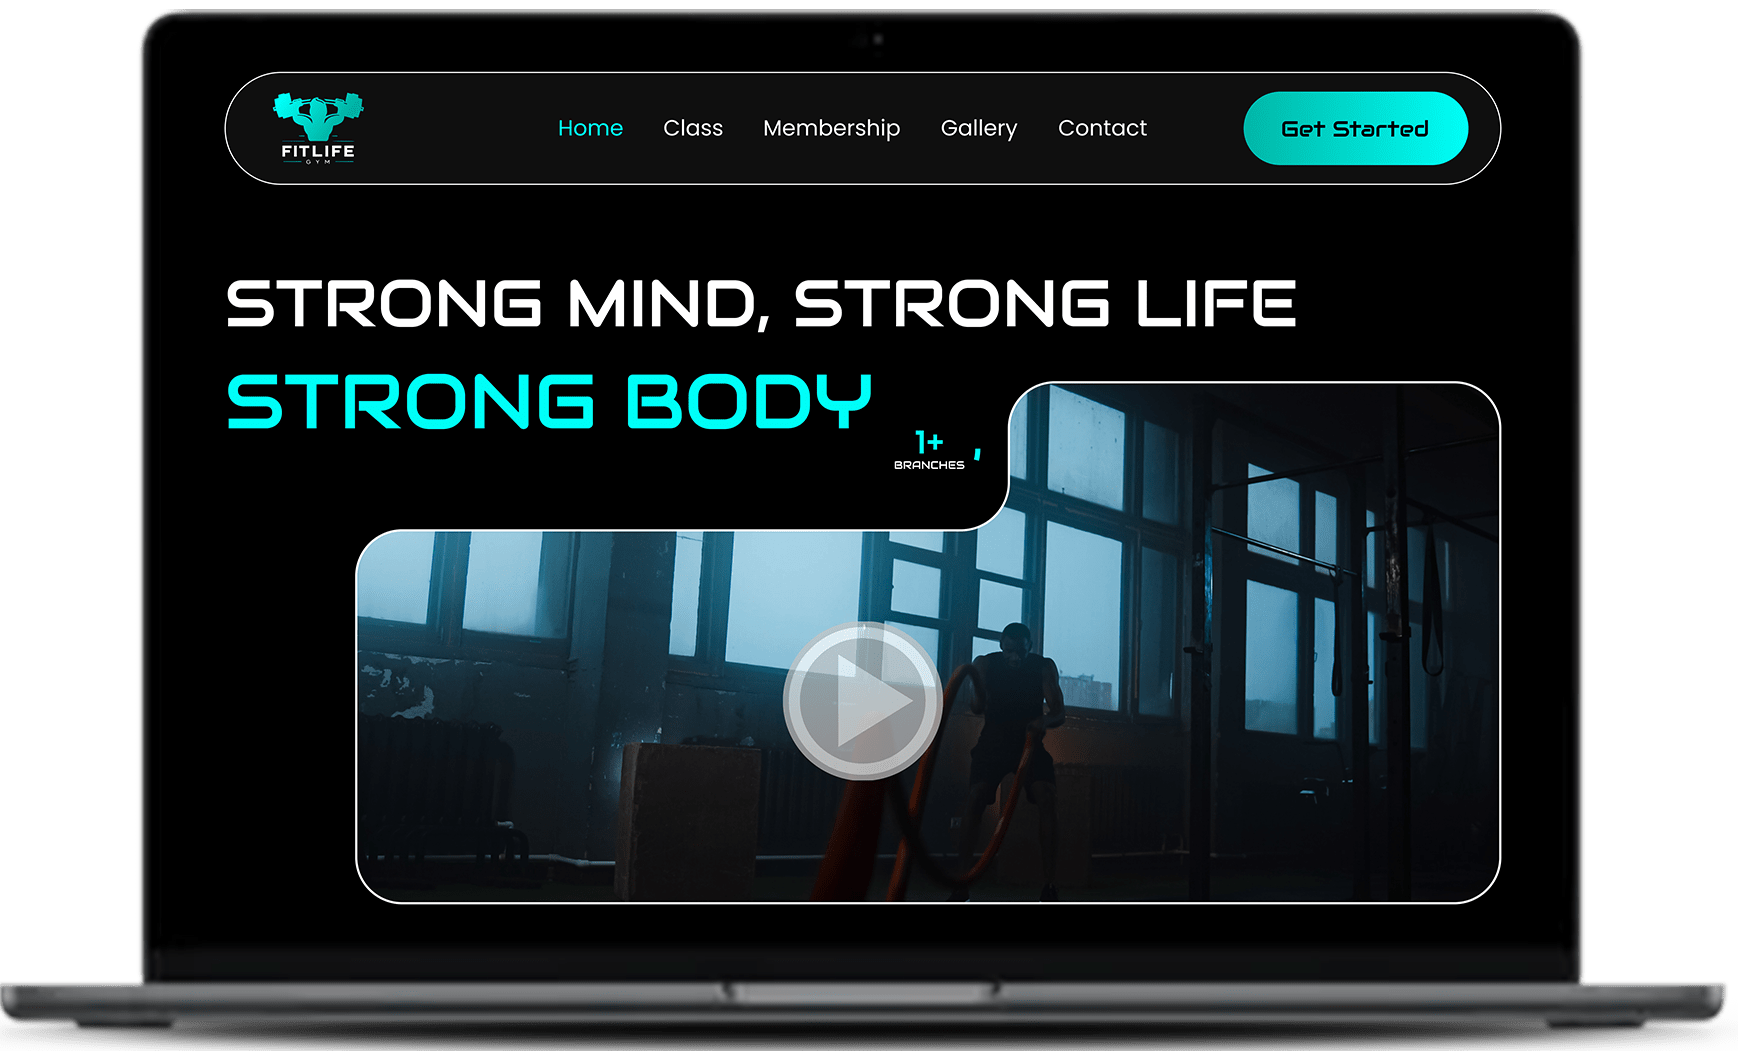 FITLIFE
GYM
Home Class Membership Gallery Contact
Get Started
STRONG MIND, STRONG LIFE
STRONG BODY
1+
BRANCHES
,